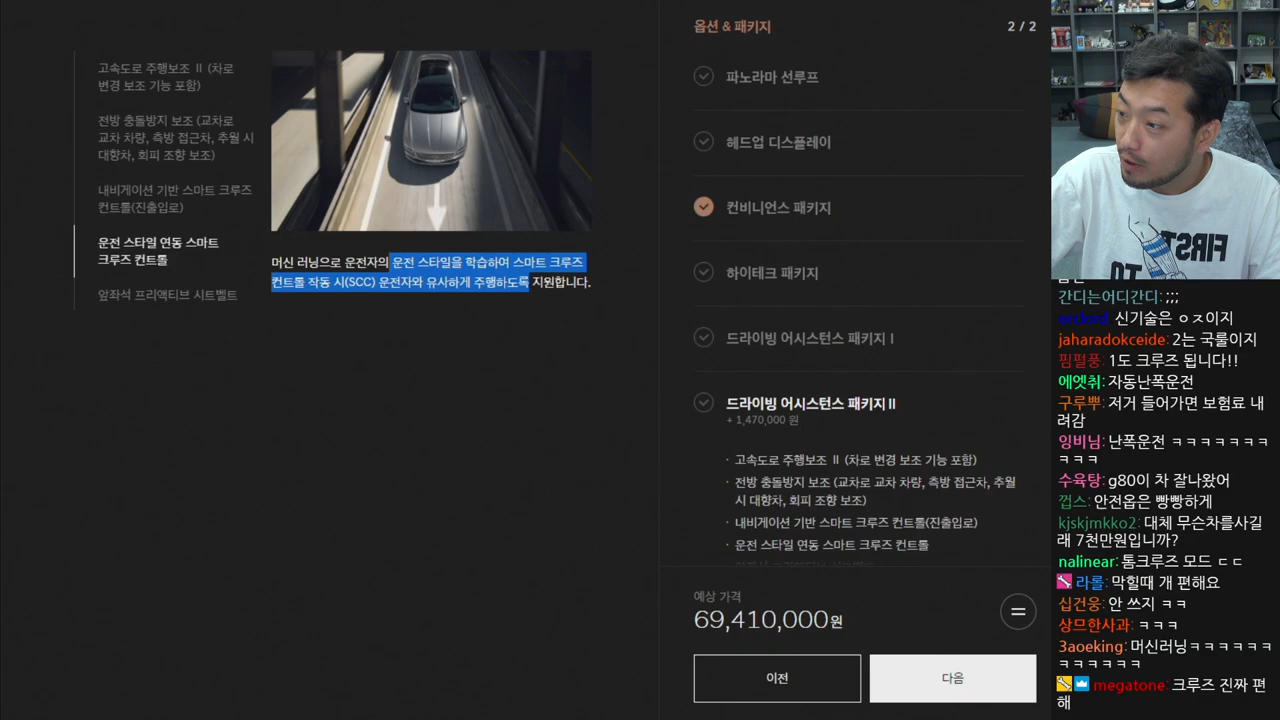 고속도로 주행보조 Ⅱ (차로
변경 보조 기능 포함)
전방 충돌방지 보조 (교차로
교차 차량, 측방 접근차, 추월 시
대향차, 회피 조향 보조)
내비게이션 기반 스마트 크루즈
컨트롤(진출입로)
운전 스타일 연동 스마트
크루즈 컨트롤
앞좌석 프리액티브 시트벨트
머신 러닝으로 운전자의 운전 스타일을 학습하여 스마트 크루즈
컨트롤 작동 시(SCC) 운전자와 유사하게 주행하도록 지원합니다.
옵션 & 패키지
2 / 2
파노라마 선루프
헤드업 디스플레이
컨비니언스 패키지
하이테크 패키지
드라이빙 어시스턴스 패키지 I
드라이빙 어시스턴스 패키지 II
+ 1,470,000 원
· 고속도로 주행보조 Ⅱ (차로 변경 보조 기능 포함)
· 전방 충돌방지 보조 (교차로 교차 차량, 측방 접근차, 추월
시 대향차, 회피 조향 보조)
· 내비게이션 기반 스마트 크루즈 컨트롤(진출입로)
· 운전 스타일 연동 스마트 크루즈 컨트롤
예상 가격
69,410,000원
이전
다음
FIRST
TO
간디는어디간디: ;;;
신기술은 ㅇㅈ이지
jaharadokceide: 2는 국룰이지
핌펄풍: 1도 크루즈 됩니다!!
에엣취: 자동난폭운전
구루뿌: 저거 들어가면 보험료 내
려감
잉비님: 난폭운전 ㅋㅋㅋㅋㅋㅋㅋ
ㅋㅋㅋ
수육탕: g80이 차 잘나왔어
껍스: 안전옵은 빵빵하게
kjskjmkko2: 대체 무슨차를사길
래 7천만원입니까?
nalinear: 톰크루즈 모드 ㄷㄷ
라롤: 막힐때 개 편해요
십건웅: 안 쓰지 ㅋㅋ
상므한사과: ㅋㅋㅋ
3aoeking: 머신러닝ㅋㅋㅋㅋㅋㅋ
ㅋㅋㅋㅋㅋㅋ
megatone: 크루즈 진짜 편
해